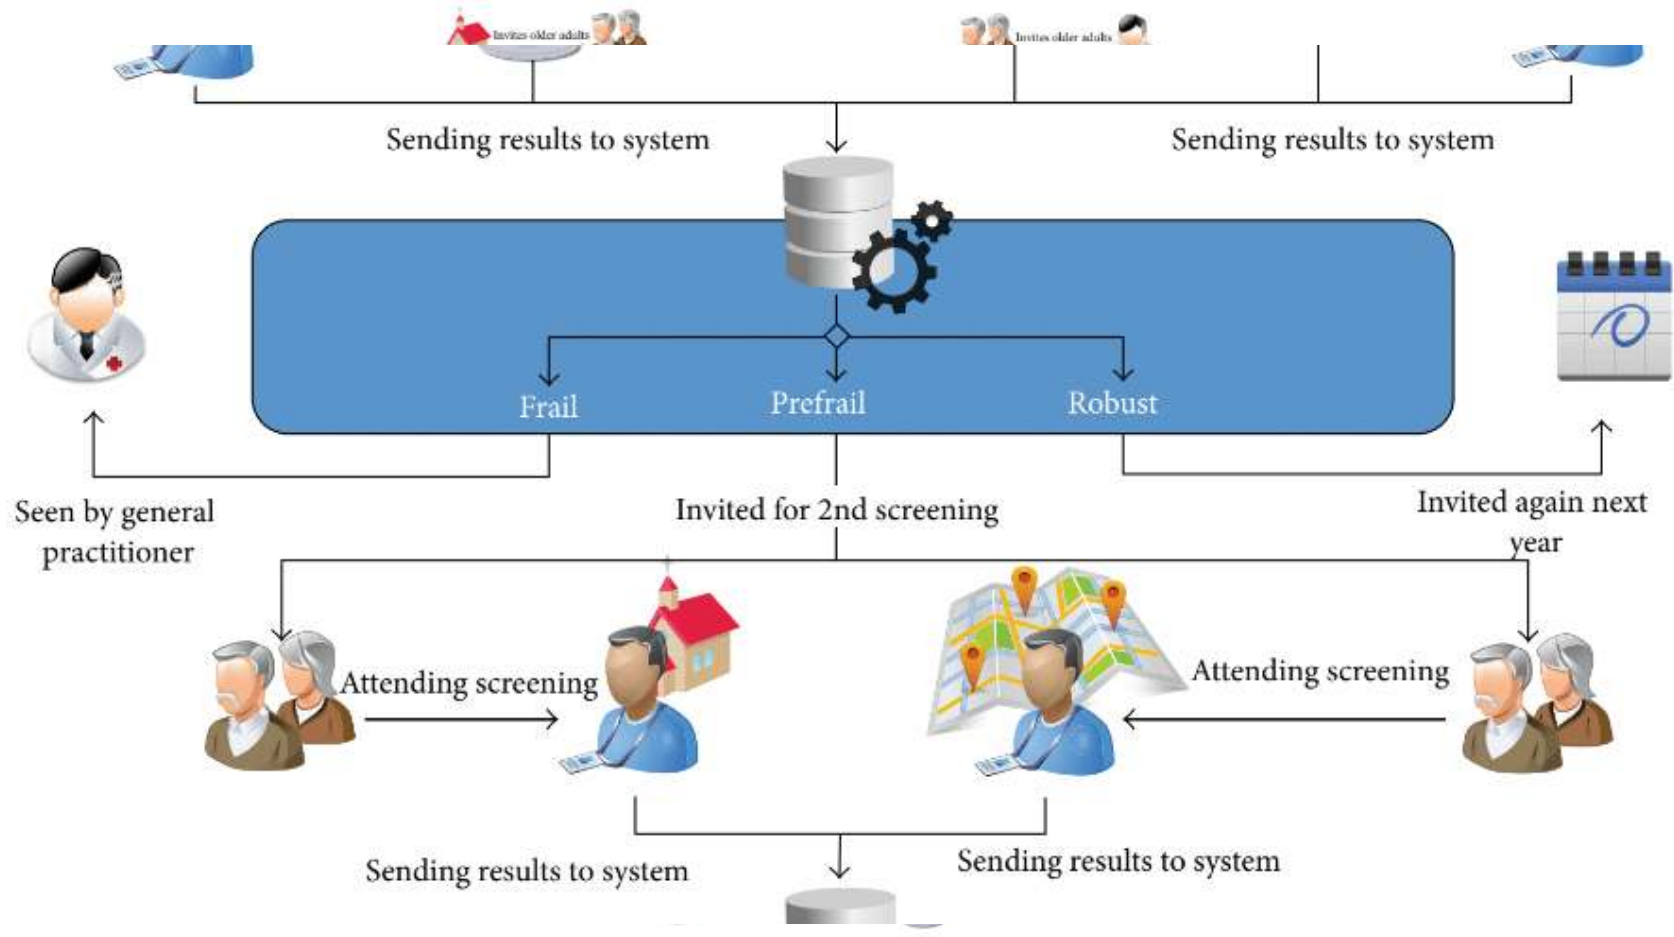 Invites older adults
Invites older adults
Sending results to system
Sending results to system
Frail
Prefrail
Robust
Seen by general
practitioner
Invited for 2nd screening
Invited again next
year
Attending screening
Attending screening
Sending results to system
Sending results to system